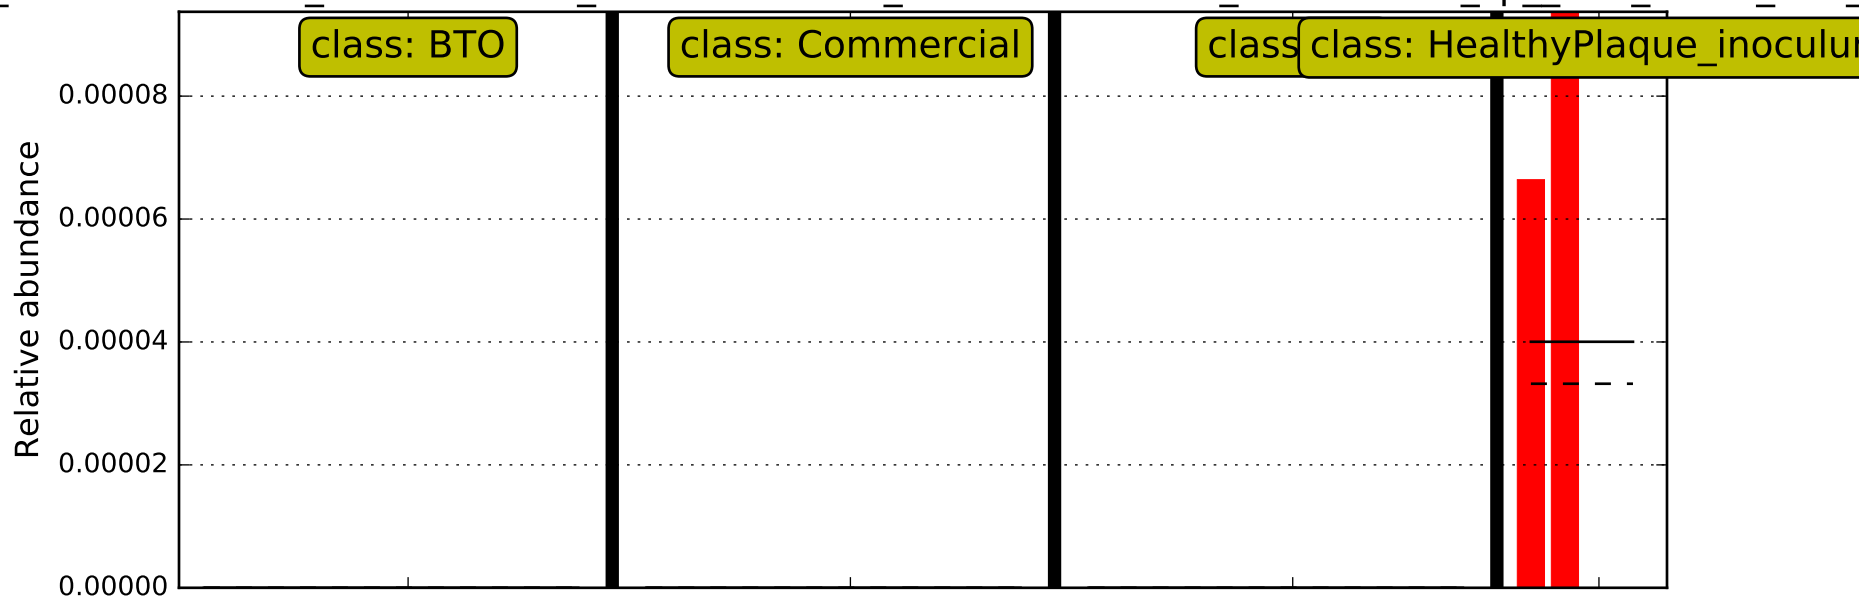 class: BTO
class: Commercial
class
class: HealthyPlaque_inoculu
0.00008
0.00006
0.00004
0.00002
0.00000
Relative abundance